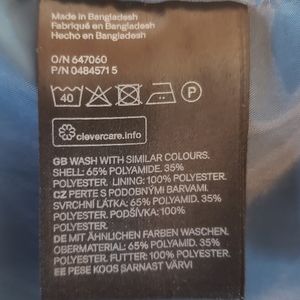 Made in Bangladesh
Fabriqué en Bangladesh
Hecho en Bangladesh
O/N 647060
P/N 0484571 5
40
P
clevercare.info
GB WASH WITH SIMILAR COLOURS.
SHELL: 65% POLYAMIDE. 35%
POLYESTER. LINING: 100% POLYESTER.
CZ PERTE S PODOBNÝMI BARVAMI.
SVRCHNÍ LÁTKA: 65% POLYAMID. 35%
POLYESTER. PODŠÍVKA: 100%
POLYESTER.
DE MIT ÄHNLICHEN FARBEN WASCHEN.
OBERMATERIAL: 65% POLYAMID. 35%
POLYESTER. FUTTER: 100% POLYESTER.
EE PESE KOOS SARNAST VÄRVI